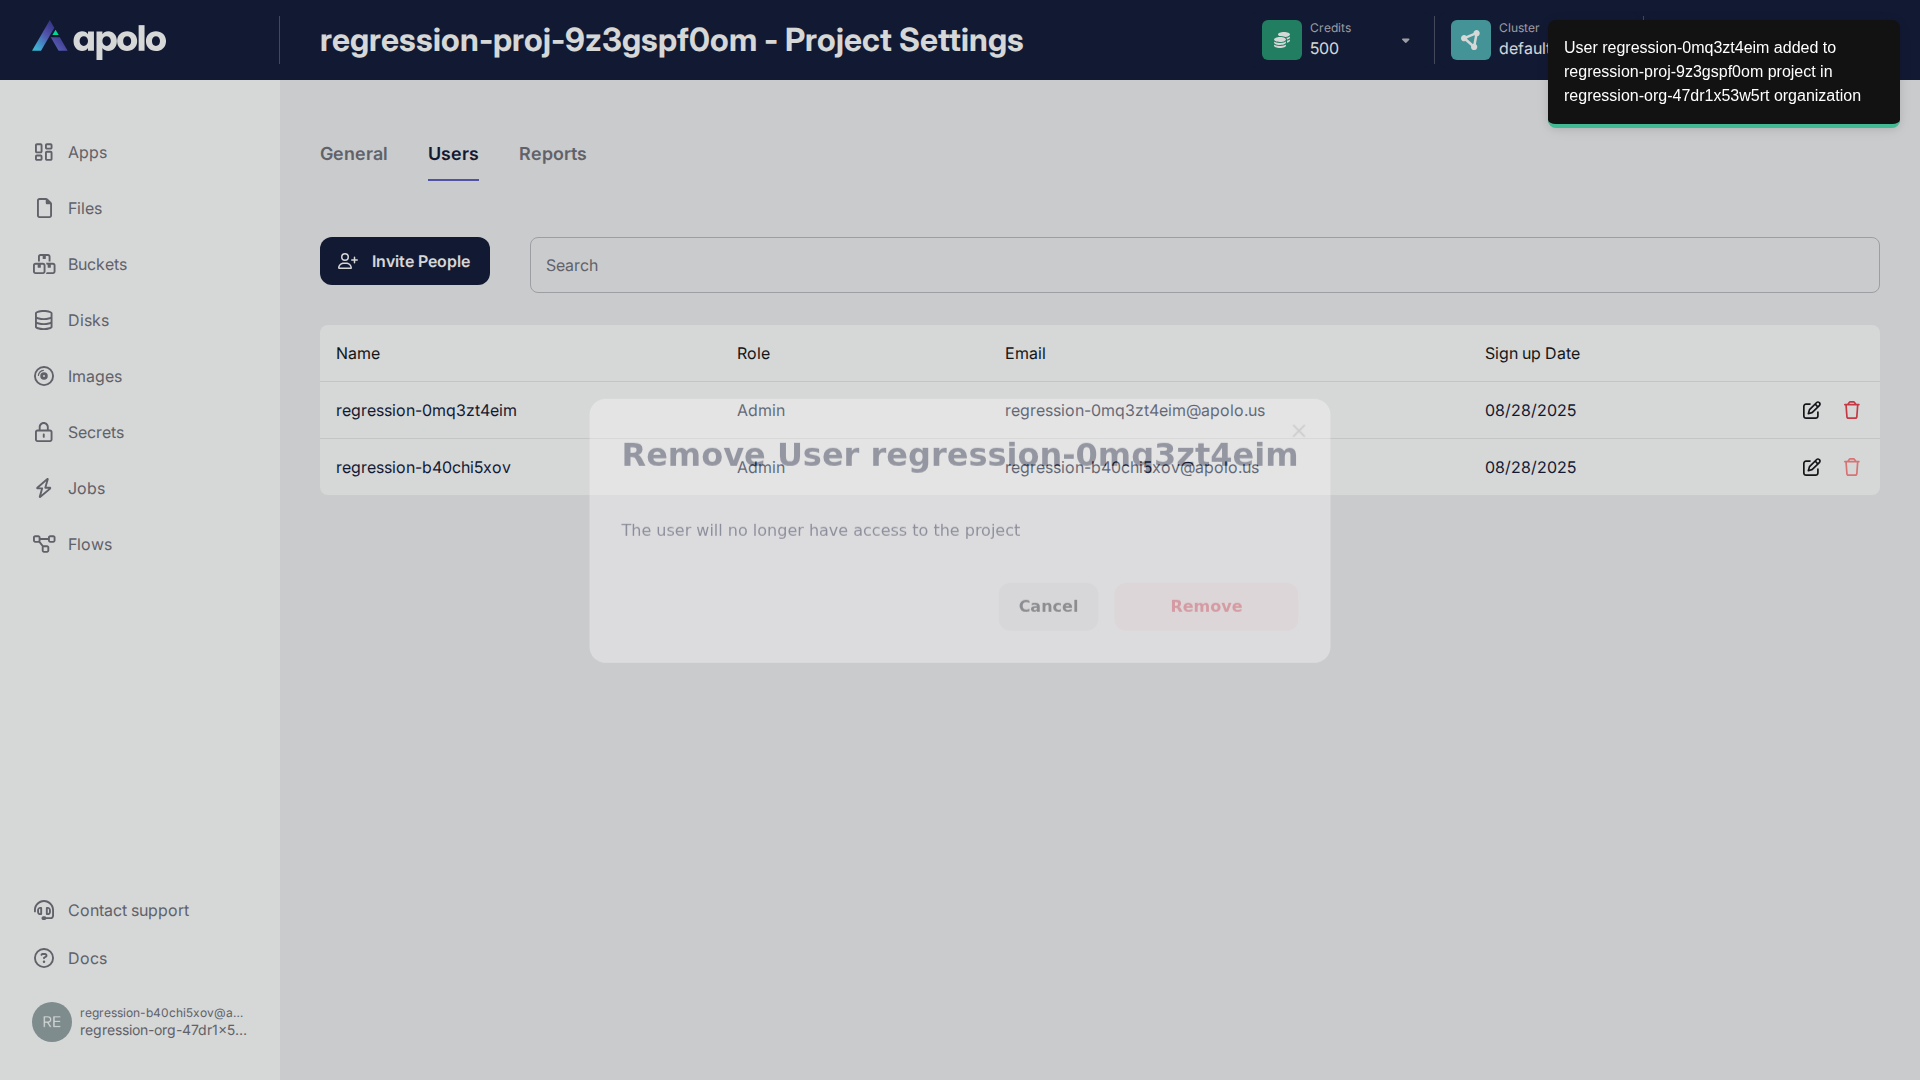 apolo
regression-proj-9z3gspf0om - Project Settings
Credits
500
Cluster
default
User regression-0mq3zt4eim added to
regression-proj-9z3gspf0om project in
regression-org-47dr1x53w5rt organization
Apps
Files
Buckets
Disks
Images
Secrets
Jobs
Flows
General
Users
Reports
Invite People
Search
Name Role Email Sign up Date
regression-0mq3zt4eim Admin regression-0mq3zt4eim@apolo.us 08/28/2025
regression-b40chi5xov Admin regression-b40chi5xov@apolo.us 08/28/2025
Remove User regression-0mq3zt4eim
The user will no longer have access to the project
Cancel
Remove
Contact support
Docs
RE
regression-b40chi5xov@a...
regression-org-47dr1x5...